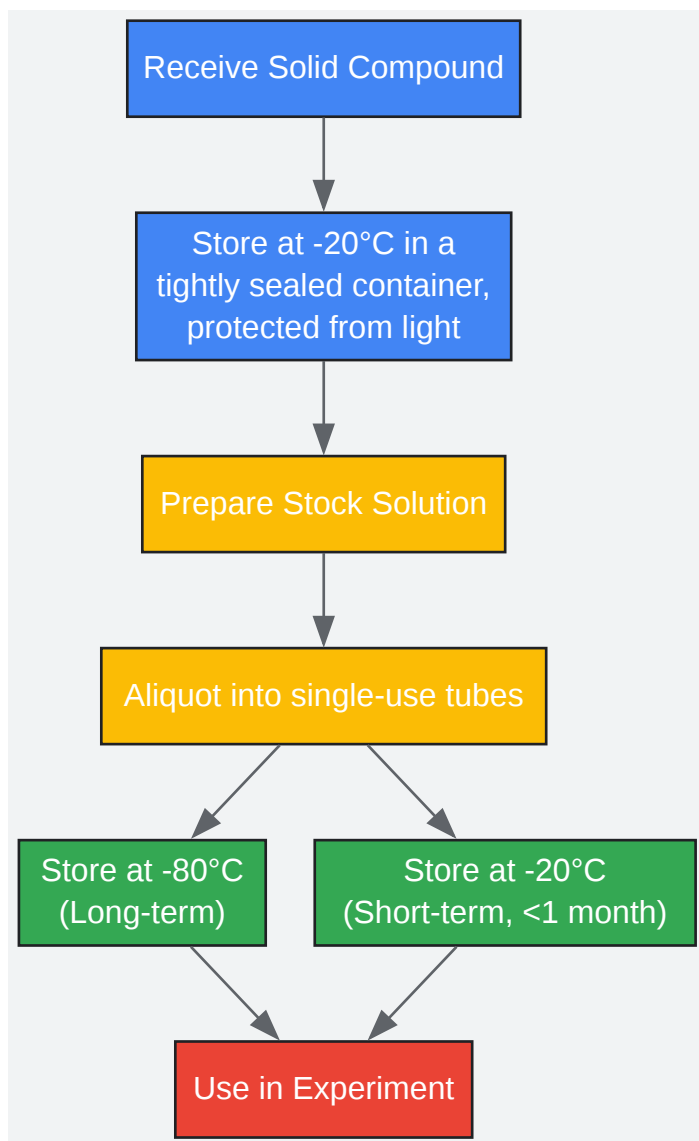 Receive Solid Compound
Store at -20°C in a
tightly sealed container,
protected from light
Prepare Stock Solution
Aliquot into single-use tubes
Store at -80°C
(Long-term)
Store at -20°C
(Short-term, <1 month)
Use in Experiment